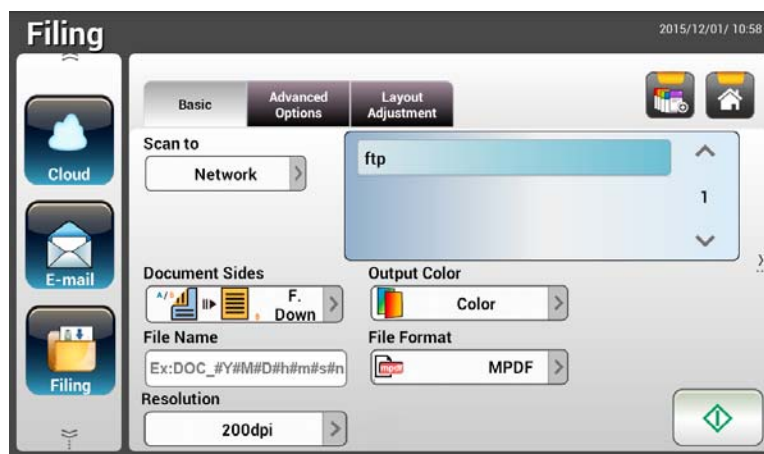 Filing
2015/12/01/ 10:58
Basic
Advanced
Options
Layout
Adjustment
Cloud
E-mail
Filing
Scan to
Network
ftp
1
Document Sides
A/B
F.
Down
Output Color
Color
File Name
Ex:DOC_#Y#M#D#h#m#s#n
File Format
mpdf
MPDF
Resolution
200dpi